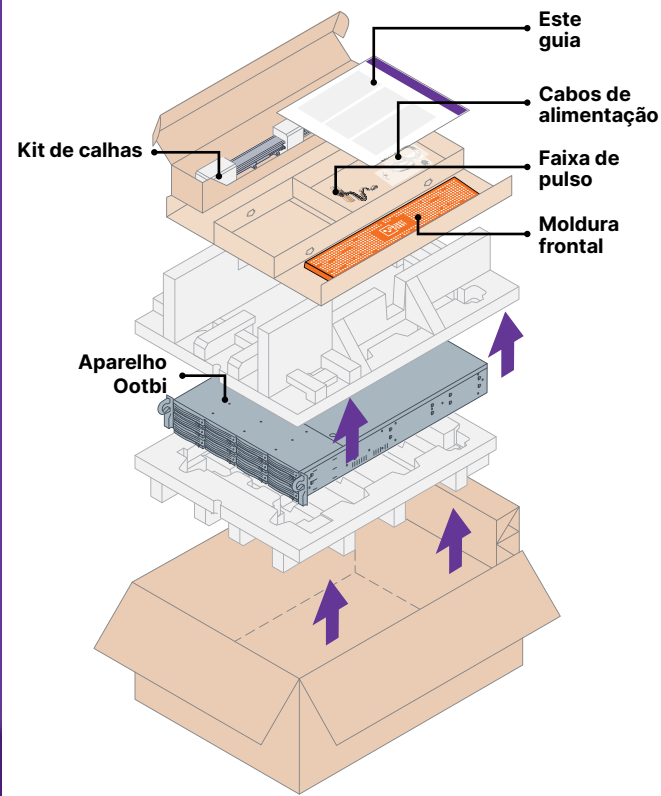 Este
guia
Cabos de
alimentação
Kit de calhas
Faixa de
pulso
Moldura
frontal
Aparelho
Ootbi